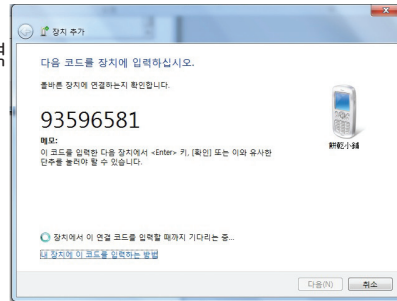 장치 추가
다음 코드를 장치에 입력하십시오.
올바른 장치에 연결하는지 확인합니다.
93596581
메모:
이 코드를 입력한 다음 장치에서 <Enter> 키, [확인] 또는 이와 유사한
단추를 눌러야 할 수 있습니다.
餅乾小舖
장치에서 이 연결 코드를 입력할 때까지 기다리는 중...
내 장치에 이 코드를 입력하는 방법
다음(N)
취소